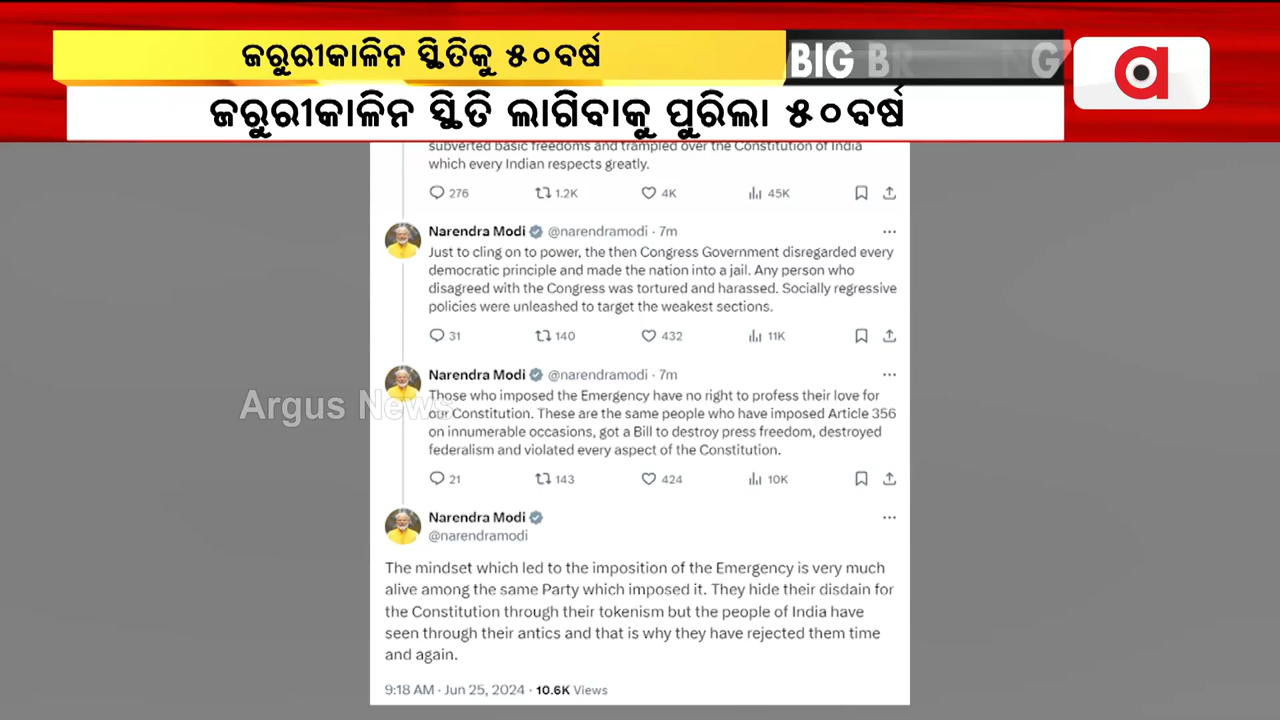 ଜରୁରୀକାଳିନ ସ୍ଥିତିକୁ ୫୦ବର୍ଷ
BIG BR NG
ଜରୁରୀକାଳିନ ସ୍ଥିତି ଲାଗିବାକୁ ପୁରିଲା ୫୦ବର୍ଷ
a
subverted basic freedoms and trampled over the Constitution of India
which every Indian respects greatly.
276 1.2K 4K 45K
Narendra Modi @narendramodi · 7m
Just to cling on to power, the then Congress Government disregarded every
democratic principle and made the nation into a jail. Any person who
disagreed with the Congress was tortured and harassed. Socially regressive
policies were unleashed to target the weakest sections.
31 140 432 11K
Narendra Modi @narendramodi · 7m
Those who imposed the Emergency have no right to profess their love for
our Constitution. These are the same people who have imposed Article 356
on innumerable occasions, got a Bill to destroy press freedom, destroyed
federalism and violated every aspect of the Constitution.
Argus News
21 143 424 10K
Narendra Modi
@narendramodi
The mindset which led to the imposition of the Emergency is very much
alive among the same Party which imposed it. They hide their disdain for
the Constitution through their tokenism but the people of India have
seen through their antics and that is why they have rejected them time
and again.
9:18 AM · Jun 25, 2024 · 10.6K Views